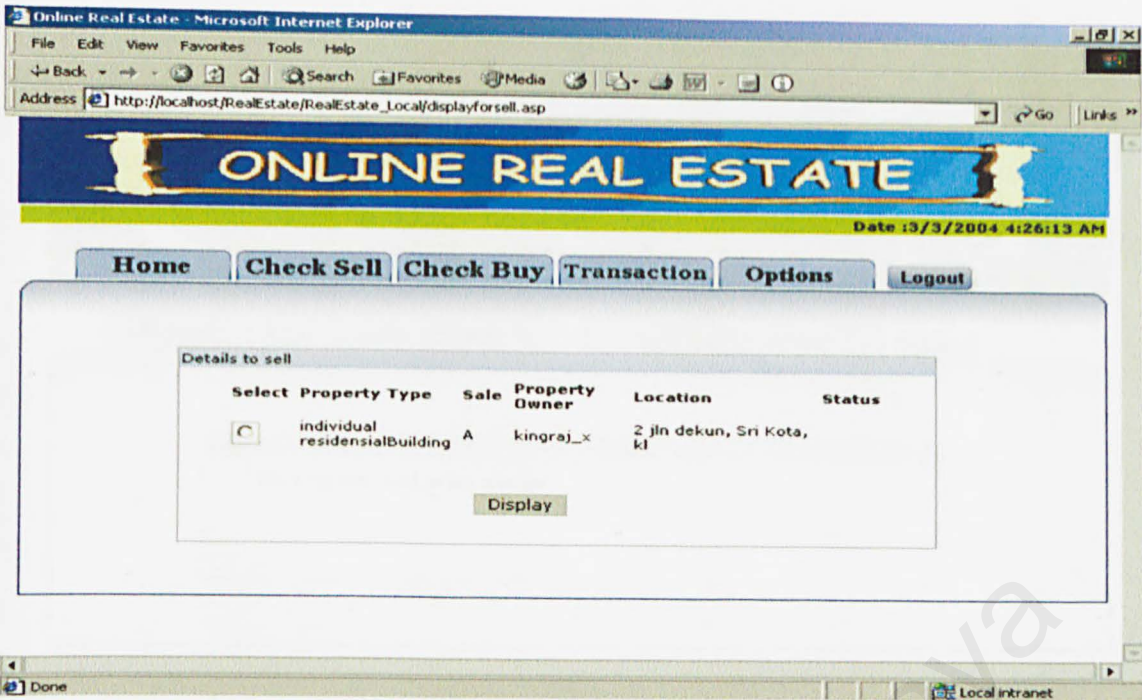 Online Real Estate - Microsoft Internet Explorer
File Edit View Favorites Tools Help
Back Search Favorites Media
Address http://localhost/RealEstate/RealEstate_Local/displayforsell.asp Go Links »
ONLINE REAL ESTATE
Date :3/3/2004 4:26:13 AM
Home Check Sell Check Buy Transaction Options Logout
Details to sell
Select Property Type Sale Property Owner Location Status
individual residensialBuilding A kingraj_x 2 jln dekun, Sri Kota, kl
Display
va
Done Local intranet